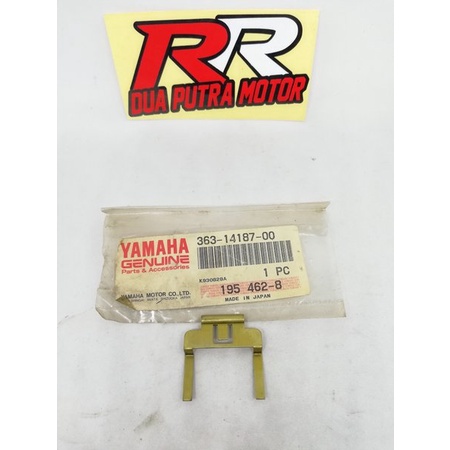 RR
DUA PUTRA MOTOR
YAMAHA
GENUINE
Parts & Accessories
363-14187-00
1 PC
K930829A
195 462-8
YAMAHA MOTOR CO., LTD.
MADE IN JAPAN